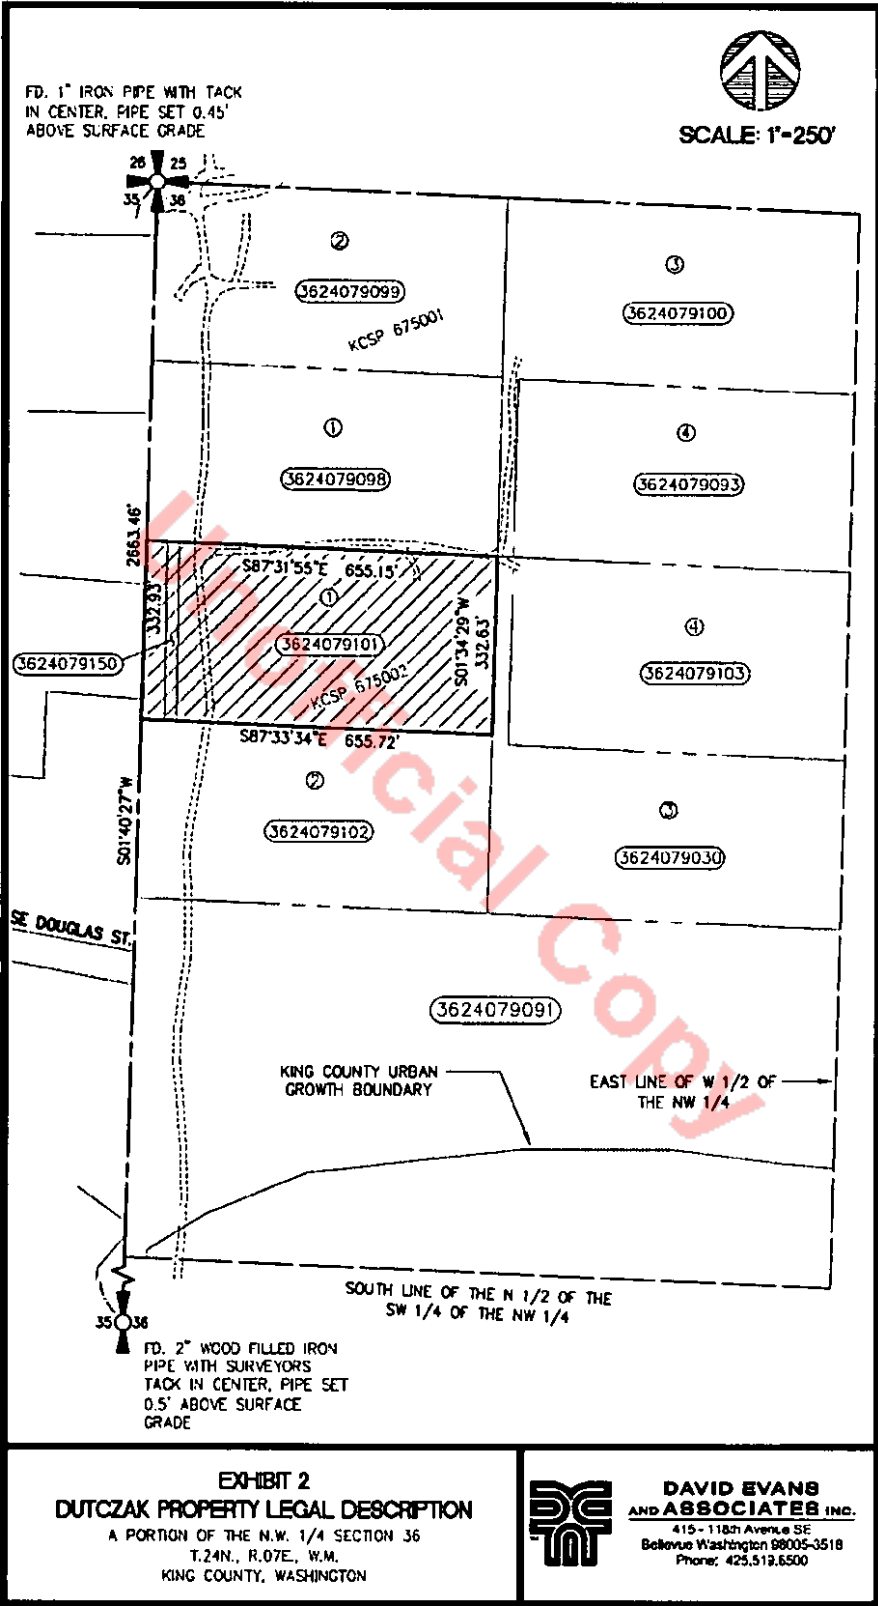 FD. 1" IRON PIPE WITH TACK
IN CENTER, PIPE SET 0.45'
ABOVE SURFACE GRADE
SCALE: 1"=250'
26 25
35 36
2
3624079099
KCSP 675001
3
3624079100
1
3624079098
4
3624079093
2663.46'
S87°31'55"E 655.15'
332.93'
1
3624079101
KCSP 675002
S01°34'29"W
332.63'
3624079150
4
3624079103
S87°33'34"E 655.72'
2
3624079102
3
3624079030
S01°40'27"W
SE DOUGLAS ST.
3624079091
KING COUNTY URBAN
GROWTH BOUNDARY
EAST LINE OF W 1/2 OF
THE NW 1/4
SOUTH LINE OF THE N 1/2 OF THE
SW 1/4 OF THE NW 1/4
35 36
FD. 2" WOOD FILLED IRON
PIPE WITH SURVEYORS
TACK IN CENTER, PIPE SET
0.5' ABOVE SURFACE
GRADE
Unofficial Copy
EXHIBIT 2
DUTCZAK PROPERTY LEGAL DESCRIPTION
A PORTION OF THE N.W. 1/4 SECTION 36
T.24N., R.07E., W.M.
KING COUNTY, WASHINGTON
DAVID EVANS
AND ASSOCIATES INC.
415 - 118th Avenue SE
Bellevue Washington 98005-3518
Phone: 425.519.6500